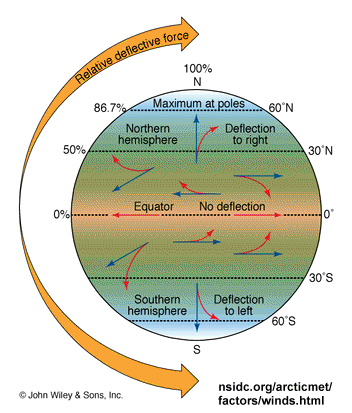 Relative deflective force
100%
N
86.7%
Maximum at poles
60°N
Northern
hemisphere
Deflection
to right
50%
30°N
0%
Equator
No deflection
0°
30°S
Southern
hemisphere
Deflection
to left
60°S
S
© John Wiley & Sons, Inc.
nsidc.org/arcticmet/
factors/winds.html